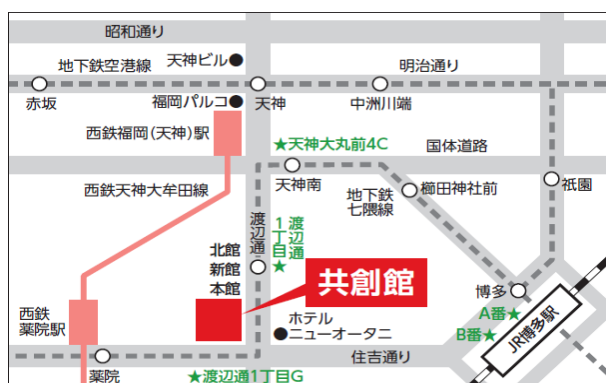 昭和通り
地下鉄空港線
天神ビル●
明治通り
赤坂
福岡パルコ●
天神
中洲川端
西鉄福岡(天神)駅
★天神大丸前4C
国体道路
西鉄天神大牟田線
天神南
地下鉄
七隈線
櫛田神社前
祇園
渡辺通
渡辺通
1丁目
★
北館
新館
本館
共創館
博多
A番★
B番★
JR博多駅
西鉄
薬院駅
ホテル
●ニューオータニ
住吉通り
薬院
★渡辺通1丁目G